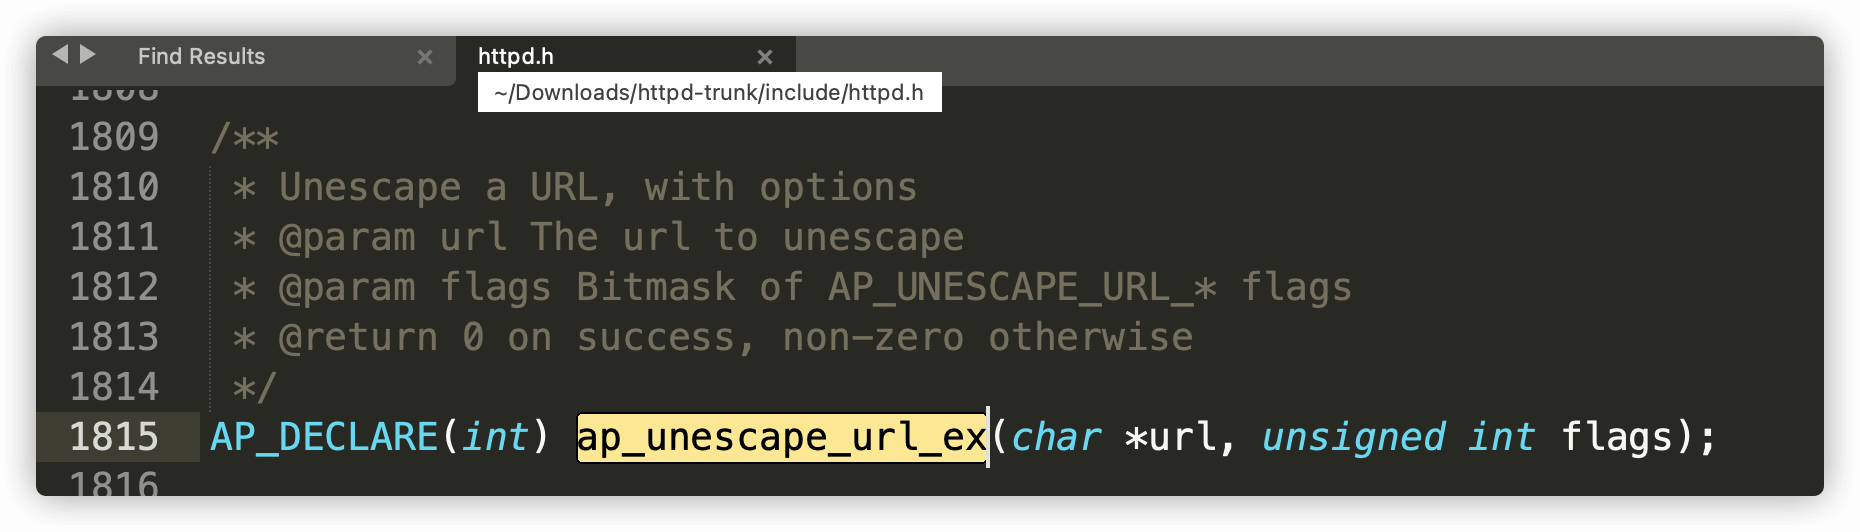 Find Results × httpd.h ×
~/Downloads/httpd-trunk/include/httpd.h
1808
1809 /**
1810 * Unescape a URL, with options
1811 * @param url The url to unescape
1812 * @param flags Bitmask of AP_UNESCAPE_URL_* flags
1813 * @return 0 on success, non-zero otherwise
1814 */
1815 AP_DECLARE(int) ap_unescape_url_ex(char *url, unsigned int flags);
1816